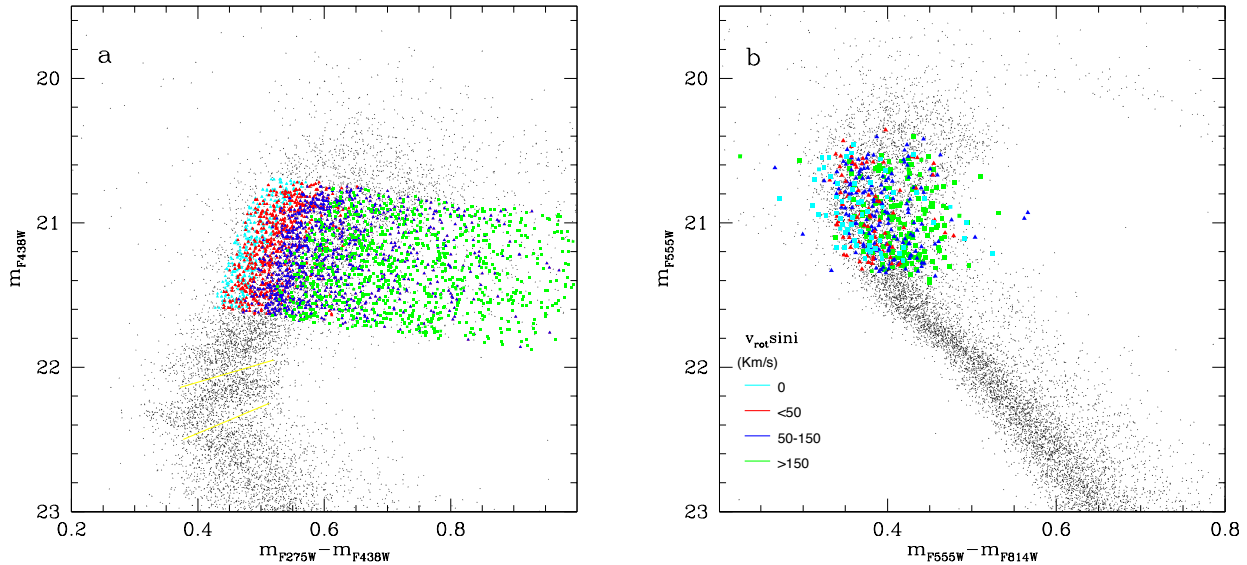 a
20
21
22
23
m_F438W
0.2 0.4 0.6 0.8
m_F275W−m_F438W
b
20
21
22
23
m_F555W
v_rot sini
(Km/s)
0
<50
50-150
>150
0.4 0.6 0.8
m_F555W−m_F814W